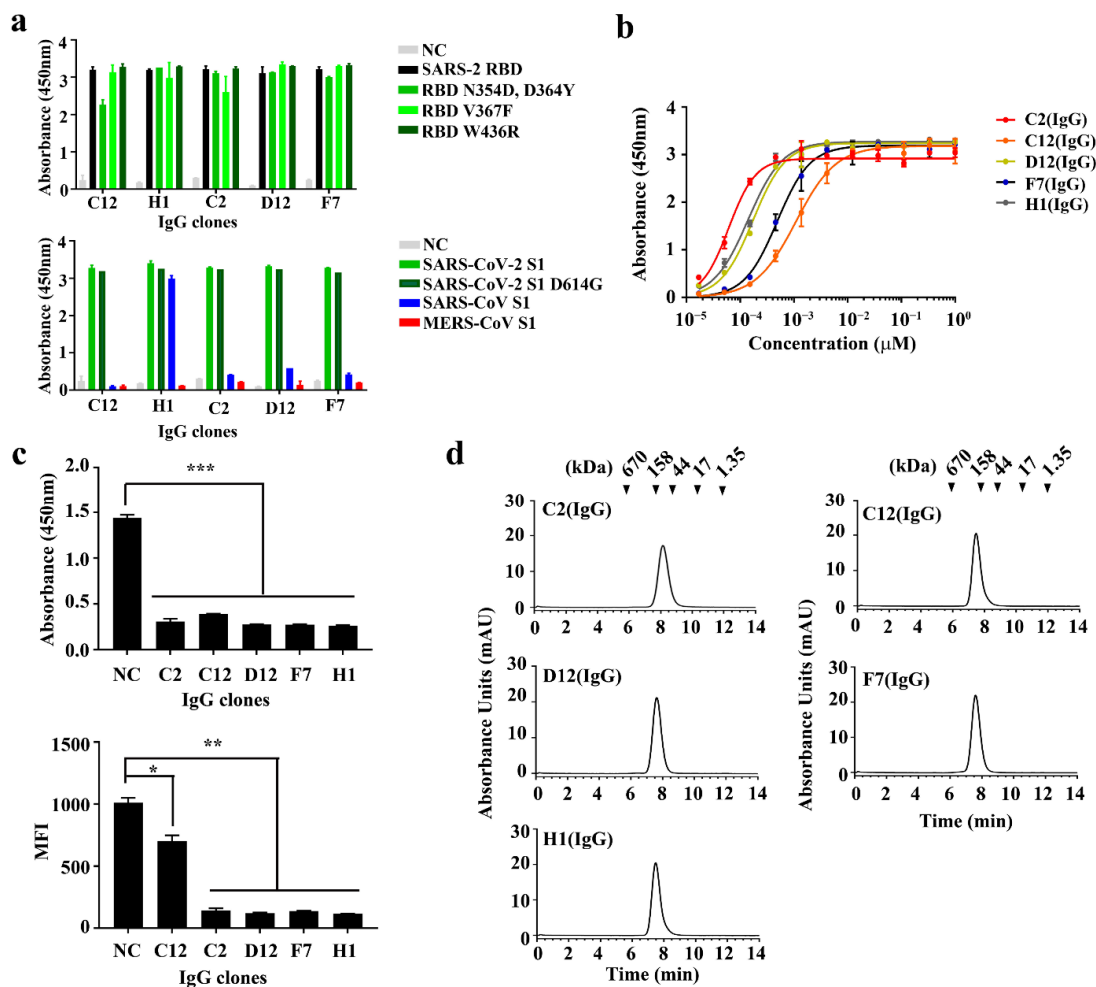 a
Absorbance (450nm)
4
3
2
1
0
C12 H1 C2 D12 F7
IgG clones
NC
SARS-2 RBD
RBD N354D, D364Y
RBD V367F
RBD W436R
Absorbance (450nm)
4
3
2
1
0
C12 H1 C2 D12 F7
IgG clones
NC
SARS-CoV-2 S1
SARS-CoV-2 S1 D614G
SARS-CoV S1
MERS-CoV S1
b
Absorbance (450nm)
4
3
2
1
0
10⁻⁵ 10⁻⁴ 10⁻³ 10⁻² 10⁻¹ 10⁰
Concentration (μM)
C2(IgG)
C12(IgG)
D12(IgG)
F7(IgG)
H1(IgG)
c
Absorbance (450nm)
2.0
1.5
1.0
0.5
0.0
***
NC C2 C12 D12 F7 H1
IgG clones
MFI
1500
1000
500
0
**
*
NC C12 C2 D12 F7 H1
IgG clones
d
(kDa) 670 158 44 17 1.35
Absorbance Units (mAU)
30
20
10
0
C2(IgG)
0 2 4 6 8 10 12 14
30
20
10
0
D12(IgG)
0 2 4 6 8 10 12 14
30
20
10
0
H1(IgG)
0 2 4 6 8 10 12 14
Time (min)
(kDa) 670 158 44 17 1.35
Absorbance Units (mAU)
30
20
10
0
C12(IgG)
0 2 4 6 8 10 12 14
30
20
10
0
F7(IgG)
0 2 4 6 8 10 12 14
Time (min)